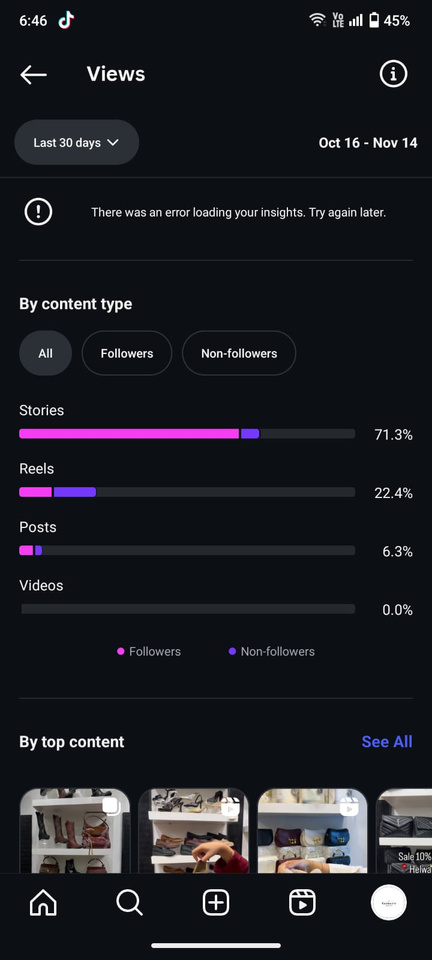 6:46
Vo
LTE
45%
Views
Last 30 days
Oct 16 - Nov 14
There was an error loading your insights. Try again later.
By content type
All
Followers
Non-followers
Stories
71.3%
Reels
22.4%
Posts
6.3%
Videos
0.0%
Followers
Non-followers
By top content
See All
Sale 10%
Helwa